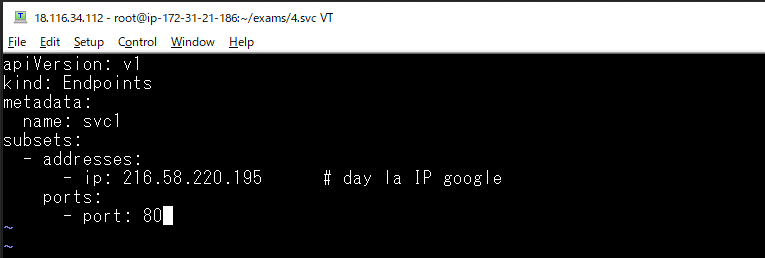 18.116.34.112 - root@ip-172-31-21-186:~/exams/4.svc VT
File Edit Setup Control Window Help
apiVersion: v1
kind: Endpoints
metadata:
  name: svc1
subsets:
  - addresses:
      - ip: 216.58.220.195      # day la IP google
    ports:
      - port: 80
~
~